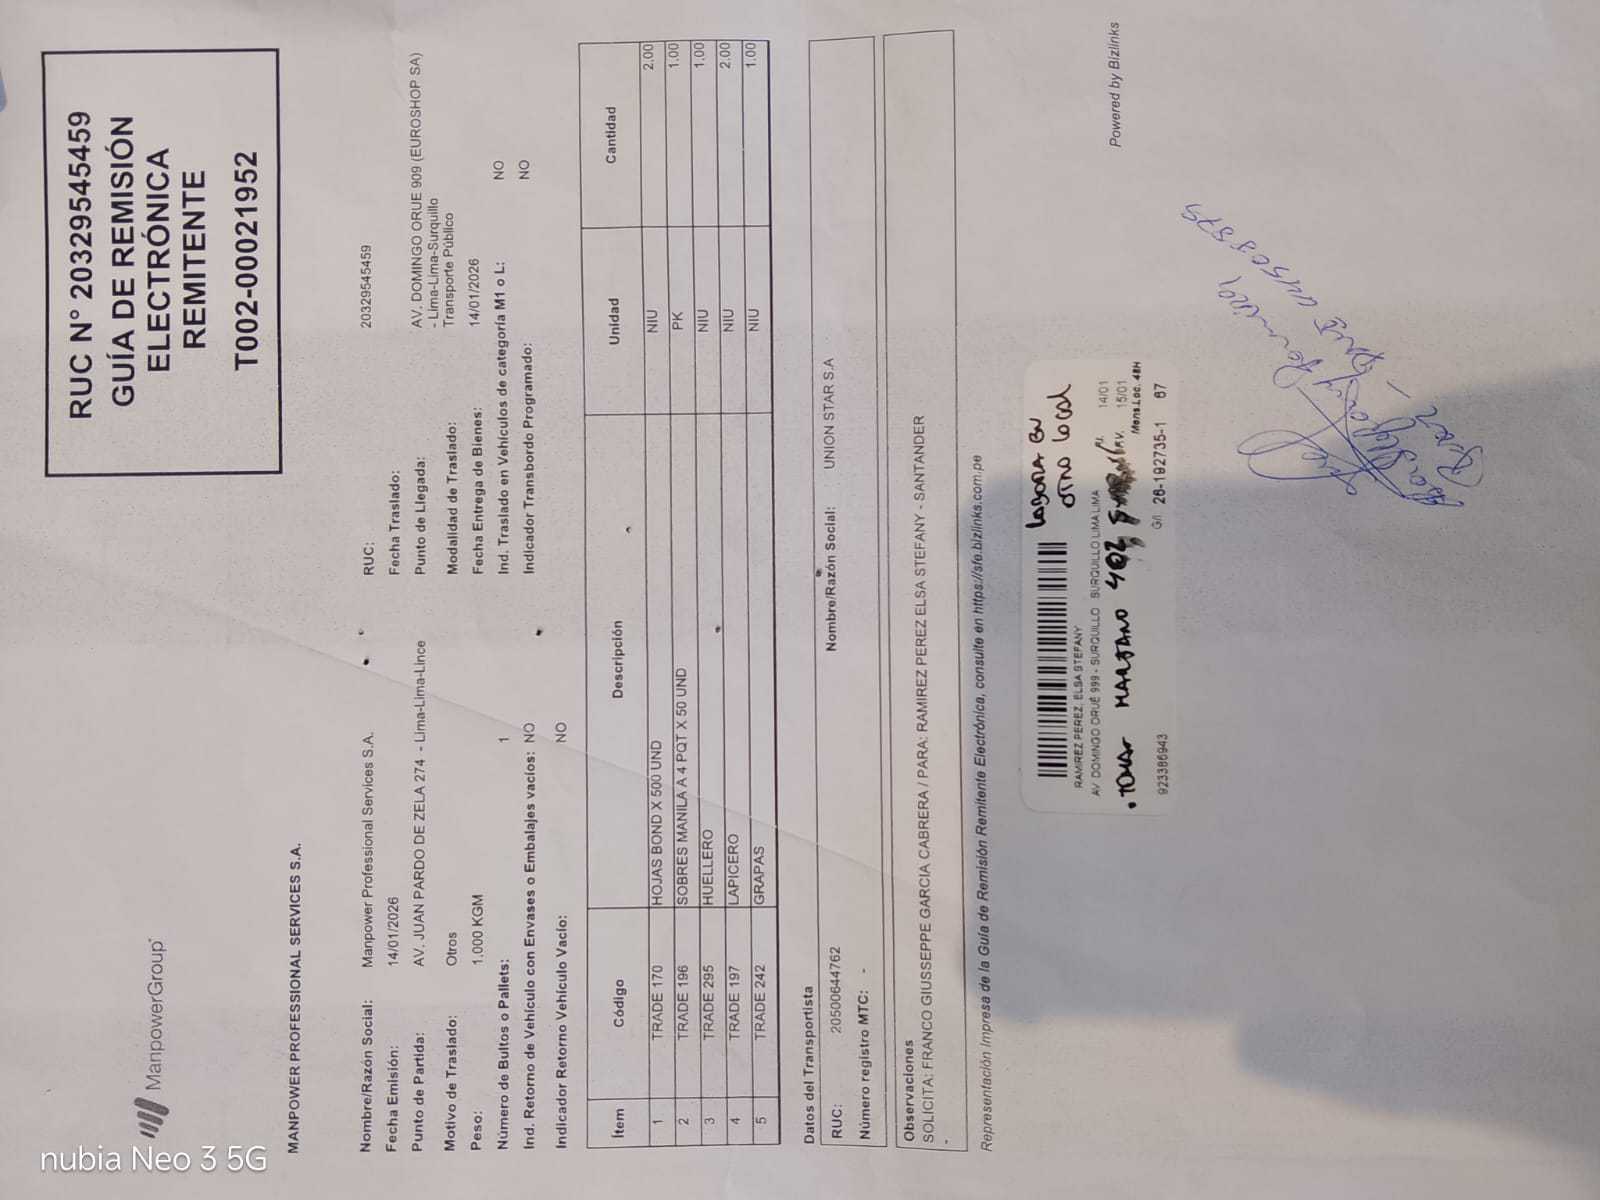 ManpowerGroup
RUC N° 20329545459
GUÍA DE REMISIÓN
ELECTRÓNICA
REMITENTE
T002-00021952
MANPOWER PROFESSIONAL SERVICES S.A.
Nombre/Razón Social: Manpower Professional Services S.A. RUC: 20329545459
Fecha Emisión: 14/01/2026 Fecha Traslado:
Punto de Partida: AV. JUAN PARDO DE ZELA 274 - Lima-Lima-Lince Punto de Llegada: AV. DOMINGO ORUE 909 (EUROSHOP SA)
- Lima-Lima-Surquillo
Motivo de Traslado: Otros Modalidad de Traslado: Transporte Público
Peso: 1.000 KGM Fecha Entrega de Bienes: 14/01/2026
Número de Bultos o Pallets: 1 Ind. Traslado en Vehículos de categoría M1 o L: NO
Ind. Retorno de Vehículo con Envases o Embalajes vacíos: NO Indicador Transbordo Programado: NO
Indicador Retorno Vehículo Vacío: NO
Ítem Código Descripción Unidad Cantidad
1 TRADE 170 HOJAS BOND X 500 UND NIU 2.00
2 TRADE 196 SOBRES MANILA A 4 PQT X 50 UND PK 1.00
3 TRADE 295 HUELLERO NIU 1.00
4 TRADE 197 LAPICERO NIU 2.00
5 TRADE 242 GRAPAS NIU 1.00
Datos del Transportista
RUC: 20500644762 Nombre/Razón Social: UNION STAR S.A
Número registro MTC: -
Observaciones
SOLICITA: FRANCO GIUSSEPPE GARCIA CABRERA / PARA: RAMIREZ PEREZ ELSA STEFANY - SANTANDER
-
Representación Impresa de la Guía de Remisión Remitente Electrónica, consulte en https://sfe.bizlinks.com.pe
Powered by Bizlinks
LABORA EN
OTRO LOCAL
RAMIREZ PEREZ, ELSA STEFANY
AV DOMINGO ORUÉ 999 - SURQUILLO SURQUILLO LIMA LIMA 14/01
15/01
Mens.Loc. 48H
923386943 G/I 26-192735-1 67
nubia Neo 3 5G